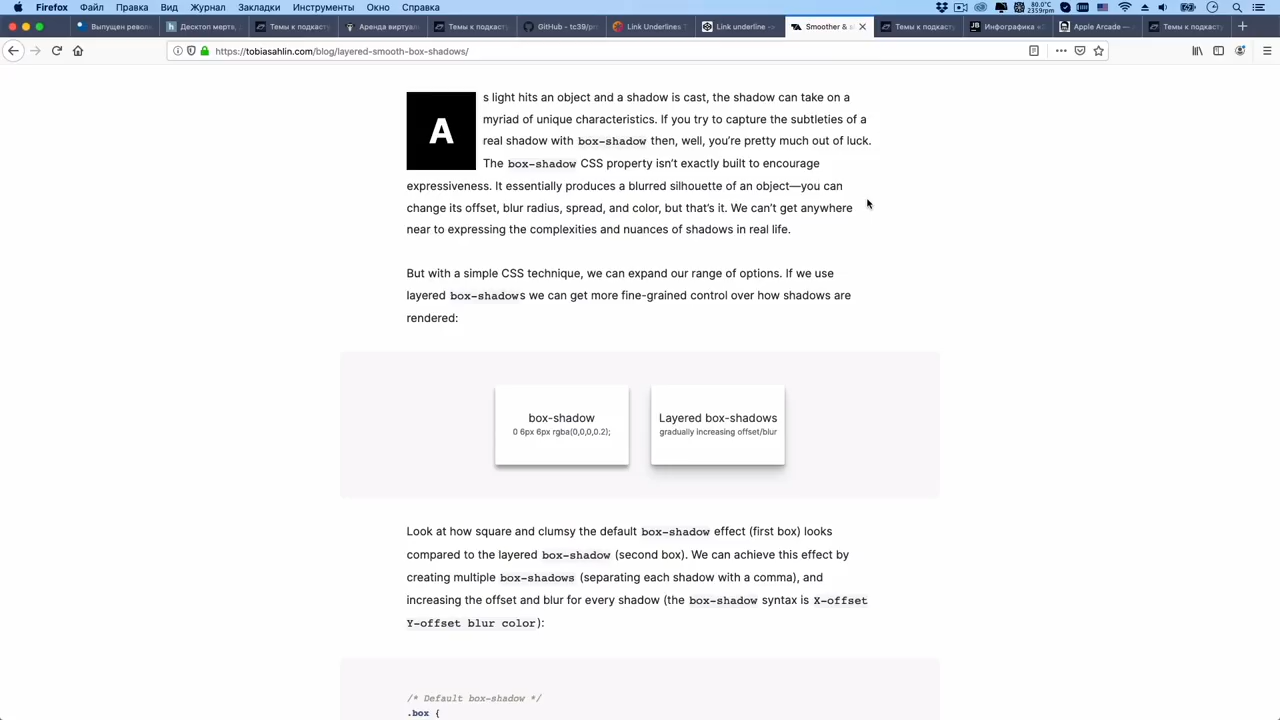 Firefox Файл Правка Вид Журнал Закладки Инструменты Окно Справка
80.0°C
2319rpm
Выпущен револ
Десктоп мертв,
Темы к подкаст
Аренда виртуал
Темы к подкаст
GitHub - tc39/pr
Link Underlines T
Link underline ->
Smoother & s
Темы к подкаст
Инфографика «
Apple Arcade —
Темы к подкаст
https://tobiasahlin.com/blog/layered-smooth-box-shadows/
As light hits an object and a shadow is cast, the shadow can take on a
myriad of unique characteristics. If you try to capture the subtleties of a
real shadow with box-shadow then, well, you’re pretty much out of luck.
The box-shadow CSS property isn’t exactly built to encourage
expressiveness. It essentially produces a blurred silhouette of an object—you can
change its offset, blur radius, spread, and color, but that’s it. We can’t get anywhere
near to expressing the complexities and nuances of shadows in real life.
But with a simple CSS technique, we can expand our range of options. If we use
layered box-shadows we can get more fine-grained control over how shadows are
rendered:
box-shadow
0 6px 6px rgba(0,0,0,0.2);
Layered box-shadows
gradually increasing offset/blur
Look at how square and clumsy the default box-shadow effect (first box) looks
compared to the layered box-shadow (second box). We can achieve this effect by
creating multiple box-shadows (separating each shadow with a comma), and
increasing the offset and blur for every shadow (the box-shadow syntax is X-offset
Y-offset blur color):
/* Default box-shadow */
.box {